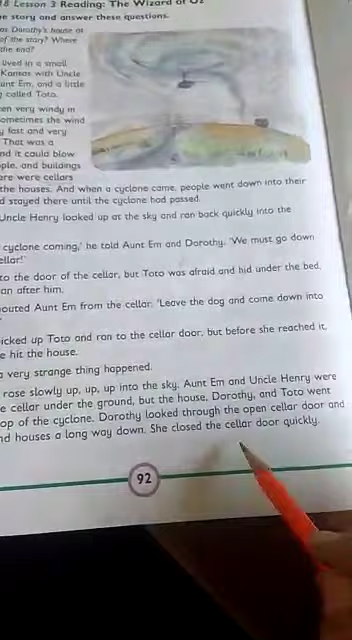 8 Lesson 3 Reading: The Wizard of Oz
e story and answer these questions.
as Dorothy's house at
of the story? Where
the end?
lived in a small
Kansas with Uncle
unt Em, and a little
g called Toto.
en very windy in
ometimes the wind
y fast and very
That was a
nd it could blow
ple, and buildings
ere were cellars
the houses. And when a cyclone came, people went down into their
d stayed there until the cyclone had passed.
Uncle Henry looked up at the sky and ran back quickly into the
cyclone coming,' he told Aunt Em and Dorothy. 'We must go down
ellar!'
to the door of the cellar, but Toto was afraid and hid under the bed.
an after him.
outed Aunt Em from the cellar. 'Leave the dog and come down into
icked up Toto and ran to the cellar door, but before she reached it,
e hit the house.
a very strange thing happened.
rose slowly up, up, up into the sky. Aunt Em and Uncle Henry were
e cellar under the ground, but the house, Dorothy, and Toto went
op of the cyclone. Dorothy looked through the open cellar door and
nd houses a long way down. She closed the cellar door quickly.
92